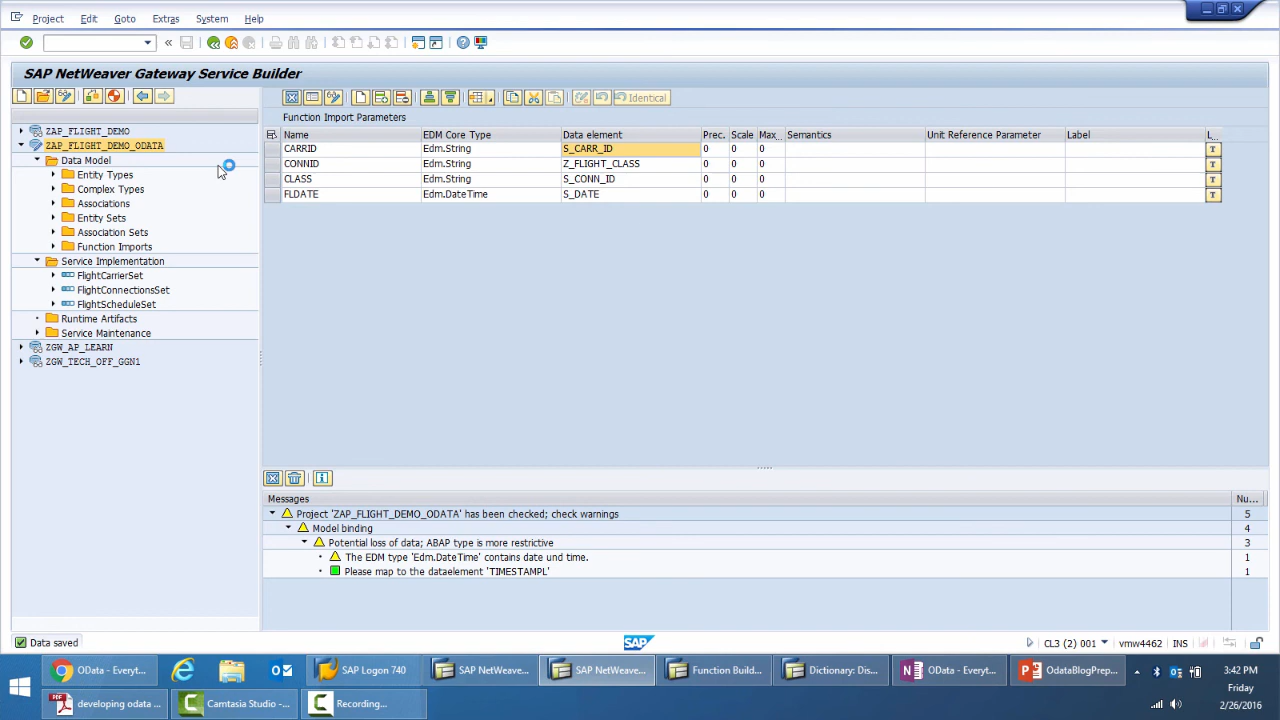 Project Edit Goto Extras System Help
SAP NetWeaver Gateway Service Builder
Identical
Function Import Parameters
Name EDM Core Type Data element Prec. Scale Max... Semantics Unit Reference Parameter Label L...
CARRID Edm.String S_CARR_ID 0 0 0 T
CONNID Edm.String Z_FLIGHT_CLASS 0 0 0 T
CLASS Edm.String S_CONN_ID 0 0 0 T
FLDATE Edm.DateTime S_DATE 0 0 0 T
ZAP_FLIGHT_DEMO
ZAP_FLIGHT_DEMO_ODATA
Data Model
Entity Types
Complex Types
Associations
Entity Sets
Association Sets
Function Imports
Service Implementation
FlightCarrierSet
FlightConnectionsSet
FlightScheduleSet
Runtime Artifacts
Service Maintenance
ZGW_AP_LEARN
ZGW_TECH_OFF_GGN1
Messages Nu...
Project 'ZAP_FLIGHT_DEMO_ODATA' has been checked; check warnings 5
Model binding 4
Potential loss of data; ABAP type is more restrictive 3
The EDM type 'Edm.DateTime' contains date und time. 1
Please map to the dataelement 'TIMESTAMPL' 1
Data saved SAP CL3 (2) 001 vmw4462 INS
OData - Everyt... SAP Logon 740 SAP NetWeave... SAP NetWeave... Function Build... Dictionary: Dis... OData - Everyt... OdataBlogPrep... 3:42 PM
Friday
developing odata ... Camtasia Studio -... Recording... 2/26/2016